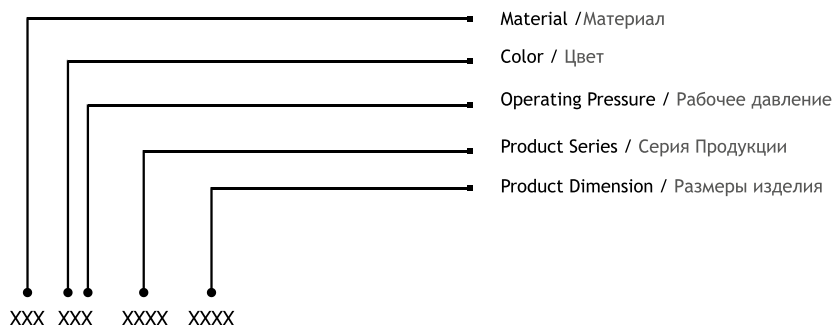 Material /Материал
Color / Цвет
Operating Pressure / Рабочее давление
Product Series / Серия Продукции
Product Dimension / Размеры изделия
XXX XXX XXXX XXXX